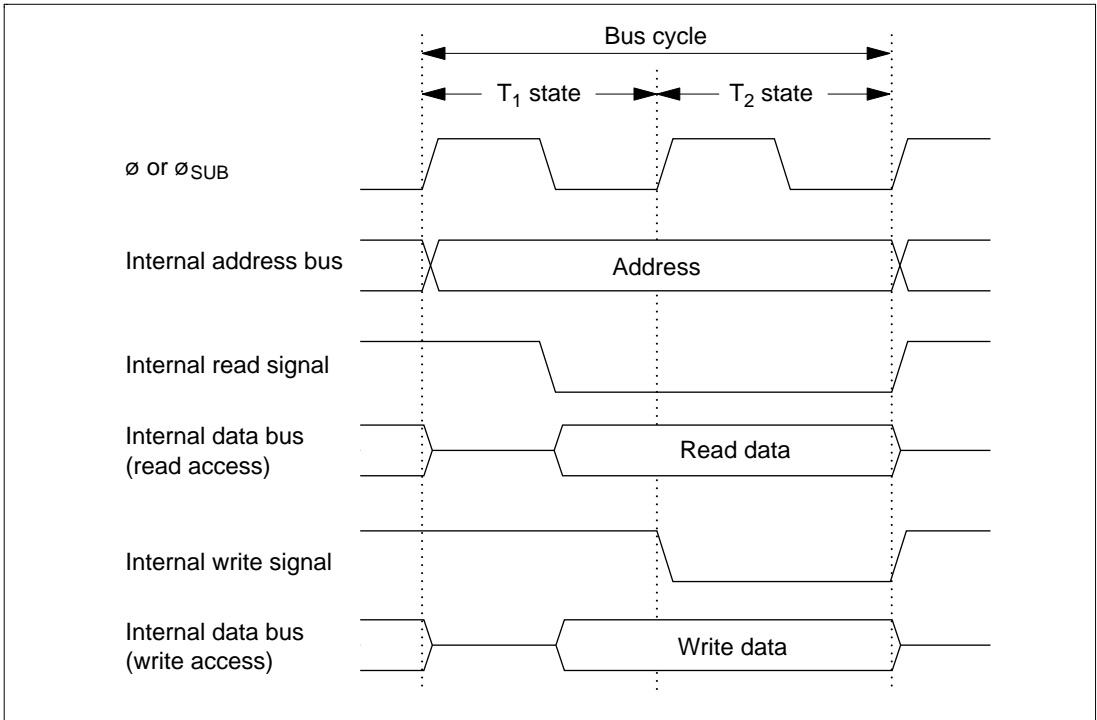 Bus cycle
T₁ state
T₂ state
ø or øSUB
Internal address bus
Address
Internal read signal
Internal data bus
(read access)
Read data
Internal write signal
Internal data bus
(write access)
Write data